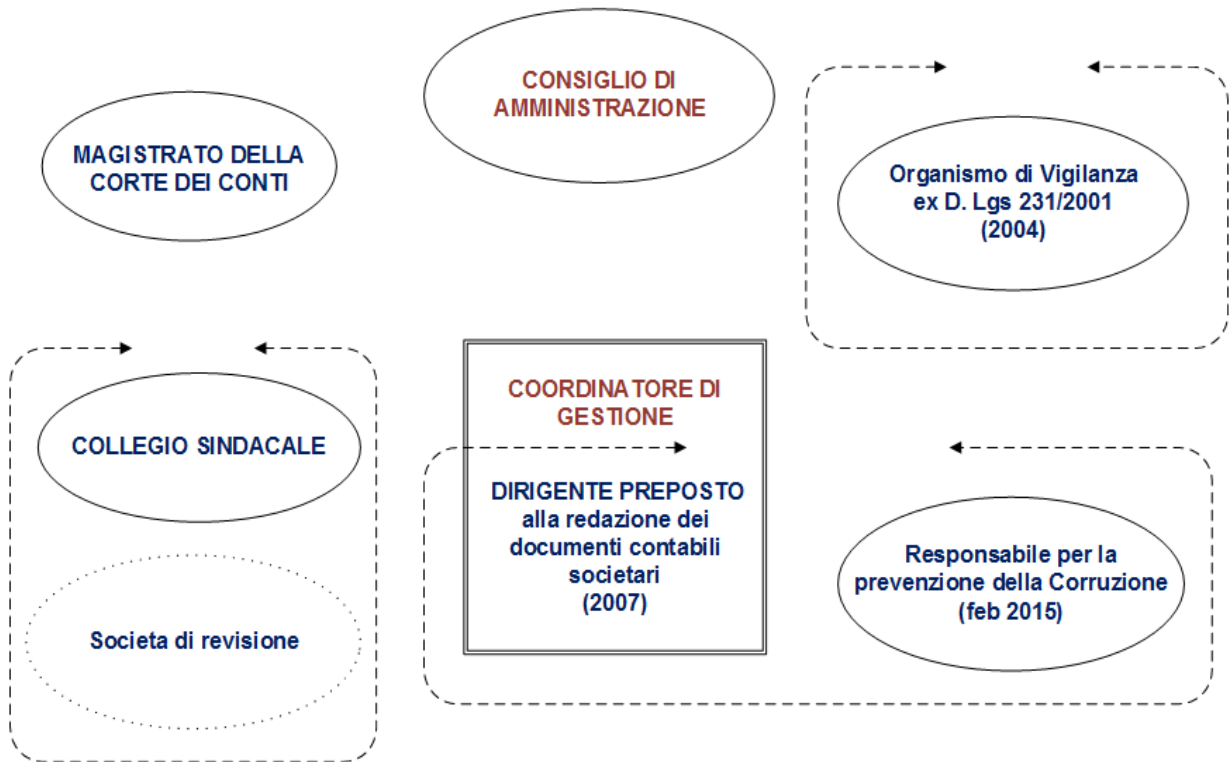 CONSIGLIO DI
AMMINISTRAZIONE
MAGISTRATO DELLA
CORTE DEI CONTI
Organismo di Vigilanza
ex D. Lgs 231/2001
(2004)
COLLEGIO SINDACALE
Societa di revisione
COORDINATORE DI
GESTIONE
DIRIGENTE PREPOSTO
alla redazione dei
documenti contabili
societari
(2007)
Responsabile per la
prevenzione della Corruzione
(feb 2015)